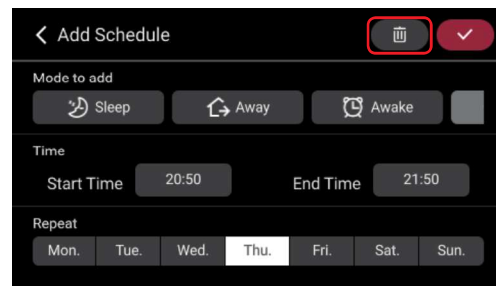 Add Schedule
Mode to add
Sleep Away Awake
Time
Start Time 20:50 End Time 21:50
Repeat
Mon. Tue. Wed. Thu. Fri. Sat. Sun.